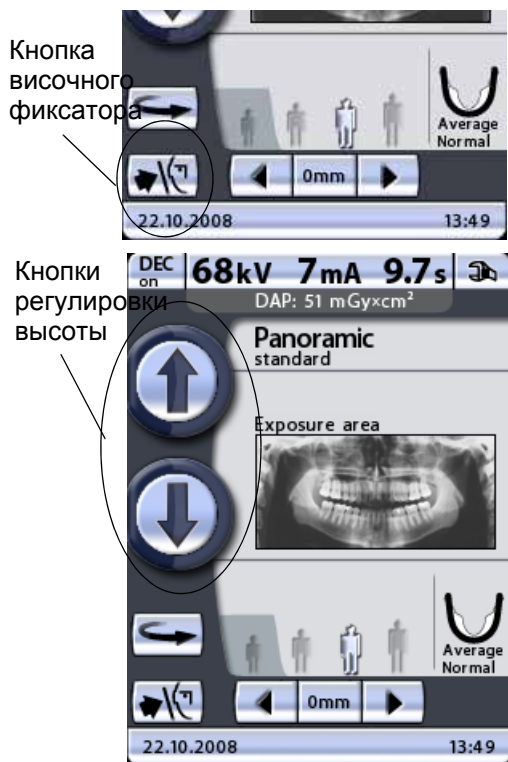 Кнопка
височного
фиксатора
Average
Normal
0mm
22.10.2008 13:49
Кнопки
регулировки
высоты
DEC
on
68kV 7mA 9.7s
DAP: 51 mGy×cm²
Panoramic
standard
Exposure area
Average
Normal
0mm
22.10.2008 13:49